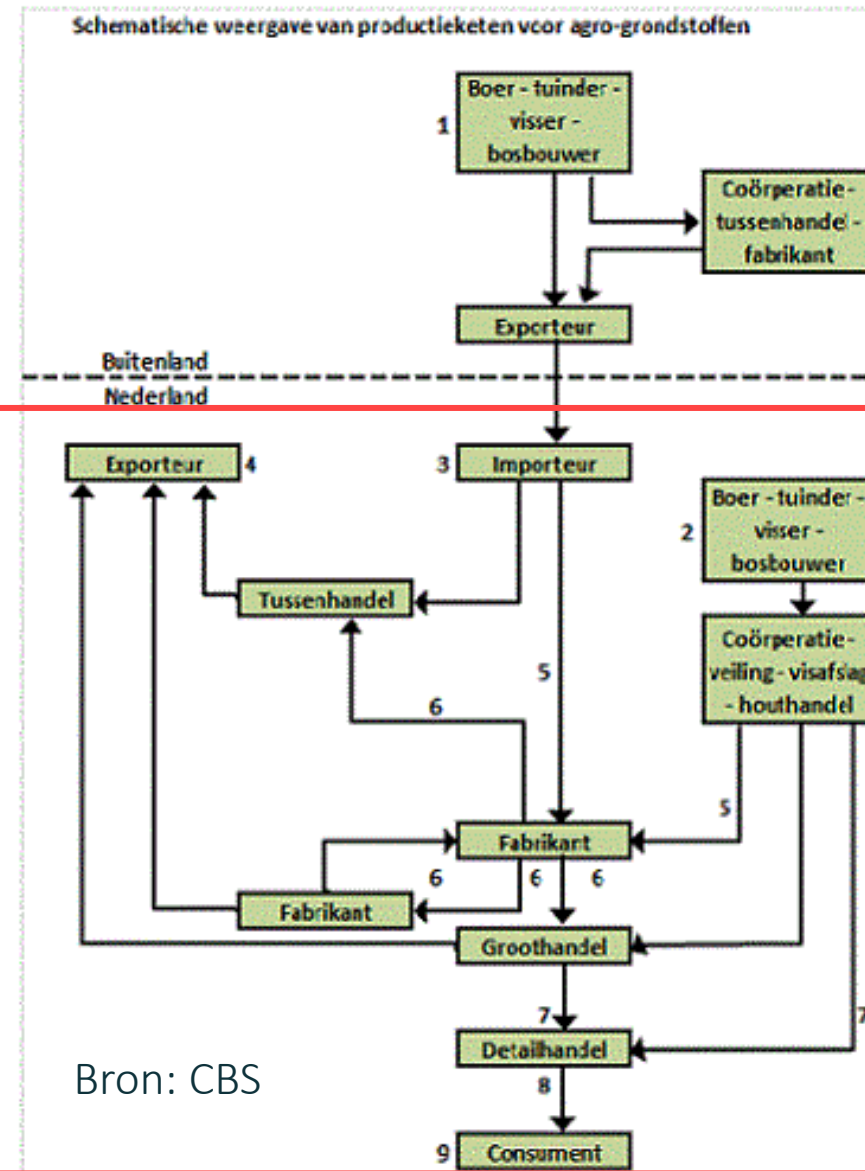 Schematische weergave van productieketen voor agro-grondstoffen
Boer - tuinder -
visser -
bosbouwer
1
Coörperatie-
tussenhandel -
fabrikant
Exporteur
Buitenland
Nederland
Exporteur
4
3
Importeur
Boer - tuinder -
visser -
bosbouwer
2
Tussenhandel
Coörperatie-
veiling - visafslag
- houthandel
5
6
5
Fabrikant
6
6
6
Fabrikant
Groothandel
7
7
Detailhandel
Bron: CBS
8
9
Consument